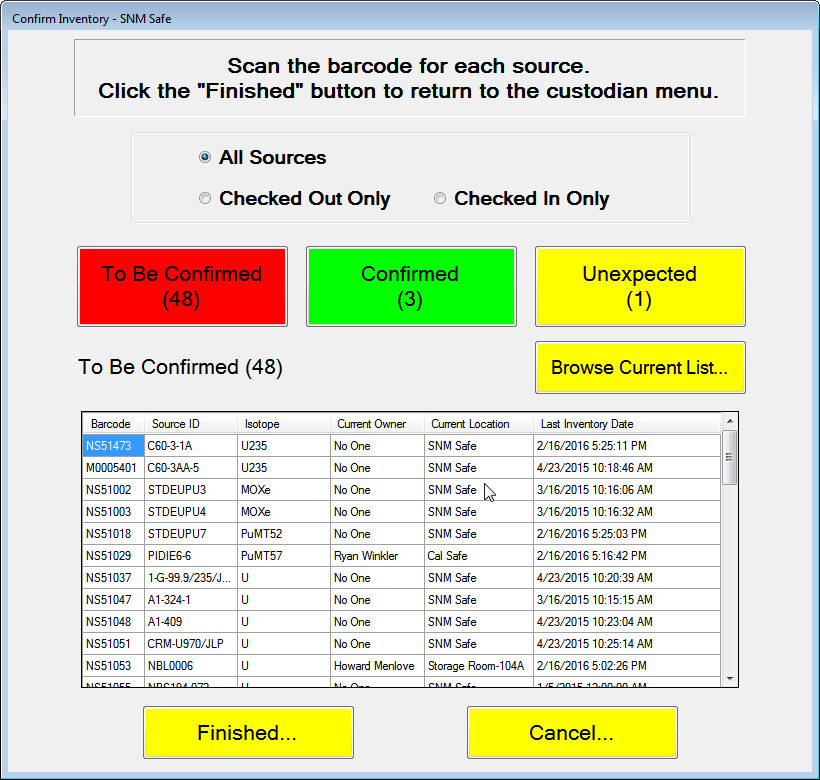 Confirm Inventory - SNM Safe
Scan the barcode for each source.
Click the "Finished" button to return to the custodian menu.
All Sources
Checked Out Only Checked In Only
To Be Confirmed Confirmed Unexpected
(48) (3) (1)
To Be Confirmed (48) Browse Current List...
Barcode Source ID Isotope Current Owner Current Location Last Inventory Date
NS51473 C60-3-1A U235 No One SNM Safe 2/16/2016 5:25:11 PM
M0005401 C60-3AA-5 U235 No One SNM Safe 4/23/2015 10:18:46 AM
NS51002 STDEUPU3 MOXe No One SNM Safe 3/16/2015 10:16:06 AM
NS51003 STDEUPU4 MOXe No One SNM Safe 3/16/2015 10:16:32 AM
NS51018 STDEUPU7 PuMT52 No One SNM Safe 2/16/2016 5:25:03 PM
NS51029 PIDIE6-6 PuMT57 Ryan Winkler Cal Safe 2/16/2016 5:16:42 PM
NS51037 1-G-99.9/235/J... U No One SNM Safe 4/23/2015 10:20:39 AM
NS51047 A1-324-1 U No One SNM Safe 3/16/2015 10:15:15 AM
NS51048 A1-409 U No One SNM Safe 4/23/2015 10:23:04 AM
NS51051 CRM-U970/JLP U No One SNM Safe 4/23/2015 10:25:14 AM
NS51053 NBL0006 U Howard Menlove Storage Room-104A 2/16/2016 5:02:26 PM
U No One SNM Safe
Finished... Cancel...